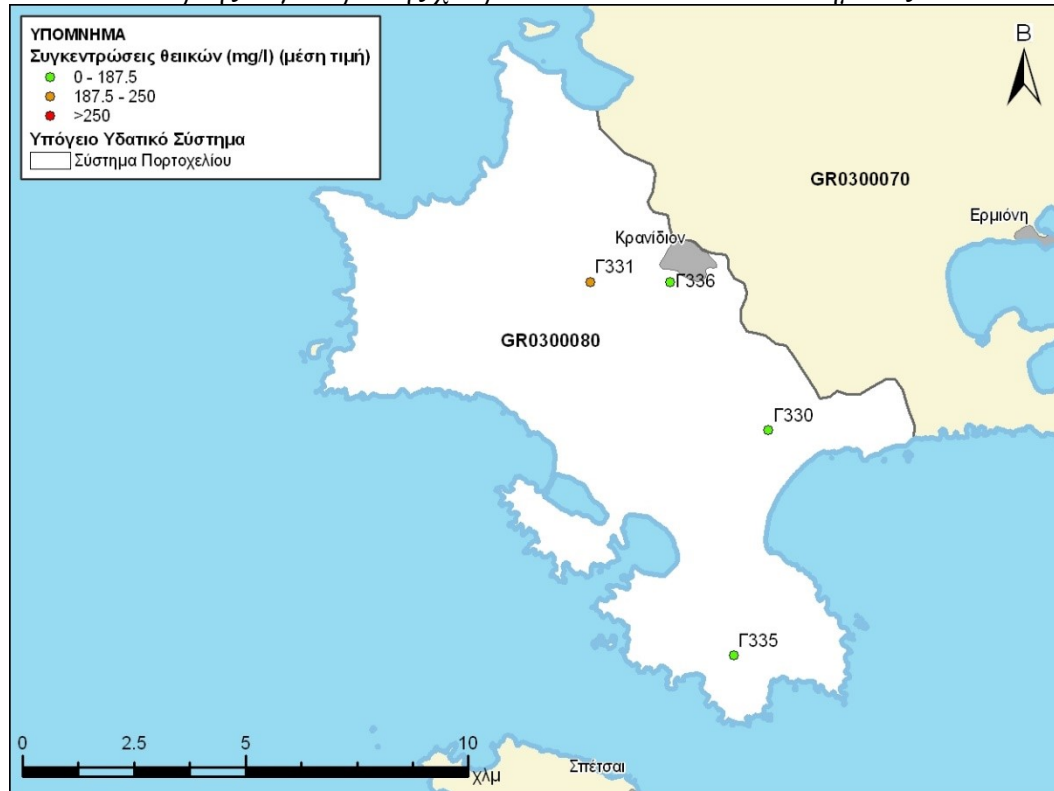 ΥΠΟΜΝΗΜΑ
Συγκεντρώσεις θειικών (mg/l) (μέση τιμή)
0 - 187.5
187.5 - 250
>250
Υπόγειο Υδατικό Σύστημα
Σύστημα Πορτοχελίου
Β
GR0300070
Ερμιόνη
Κρανίδιον
Γ331
Γ336
GR0300080
Γ330
Γ335
0 2.5 5 10
χλμ
Σπέτσαι